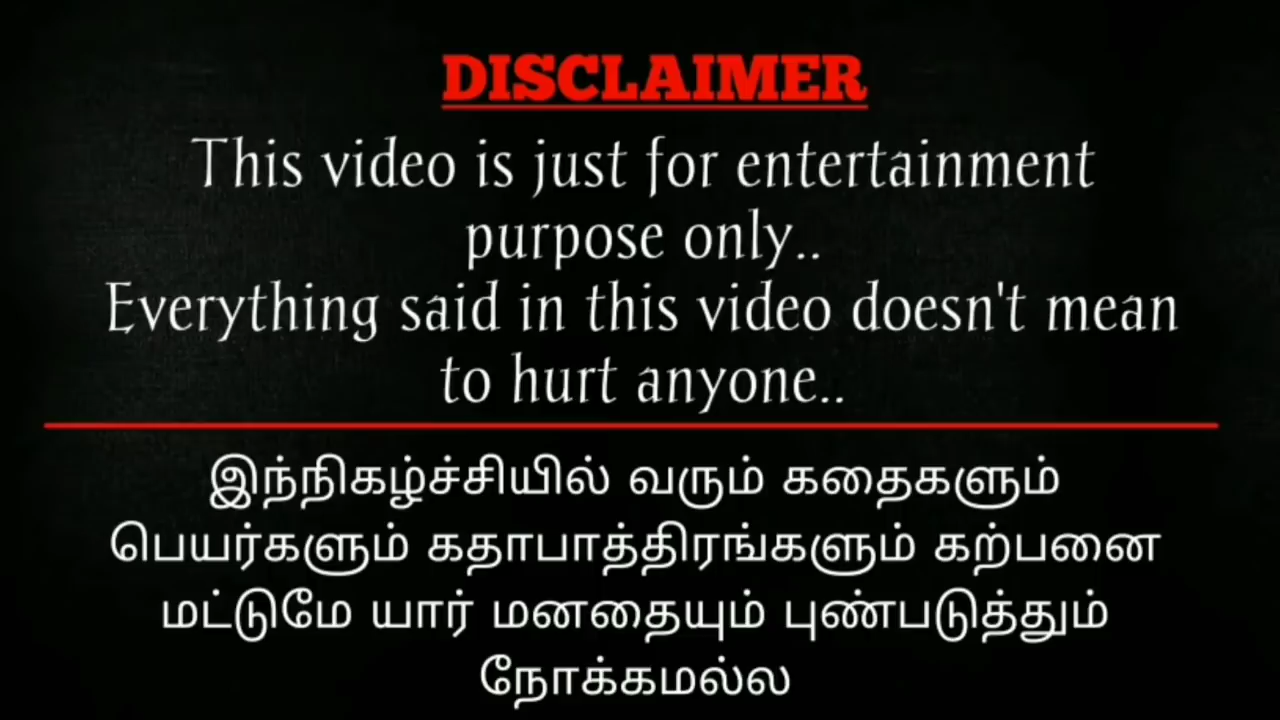 DISCLAIMER
This video is just for entertainment
purpose only..
Everything said in this video doesn't mean
to hurt anyone..
இந்நிகழ்ச்சியில் வரும் கதைகளும்
பெயர்களும் கதாபாத்திரங்களும் கற்பனை
மட்டுமே யார் மனதையும் புண்படுத்தும்
நோக்கமல்ல